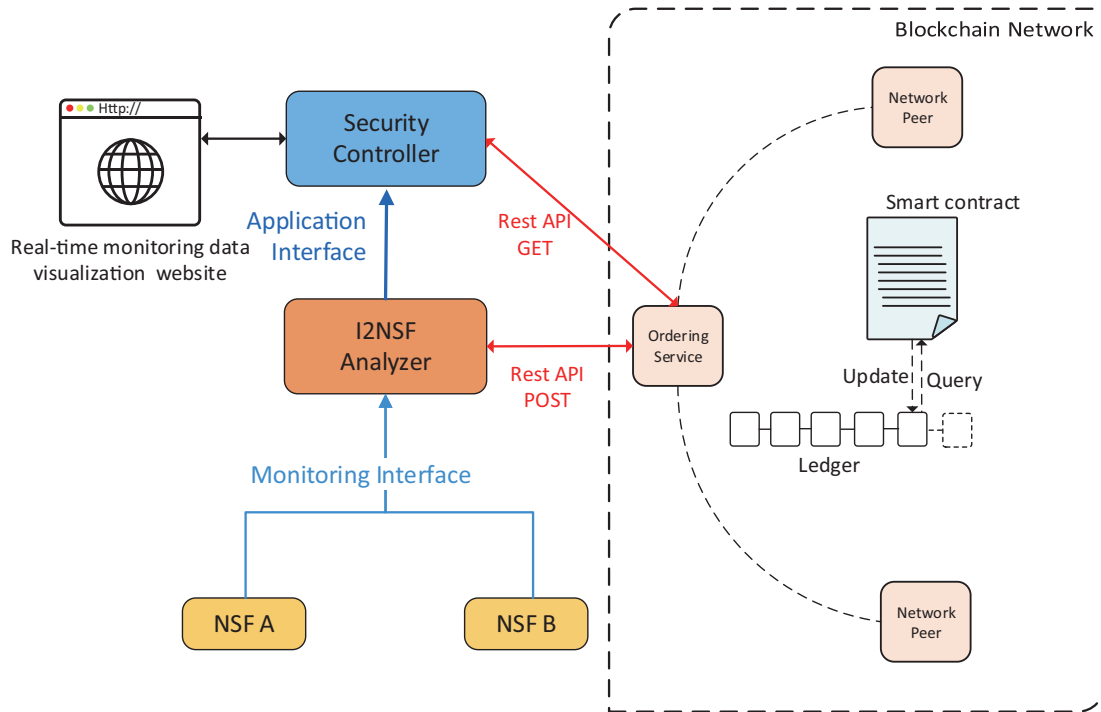 Blockchain Network
Http://
Security
Controller
Network
Peer
Real-time monitoring data
visualization website
Application
Interface
Rest API
GET
Smart contract
I2NSF
Analyzer
Rest API
POST
Ordering
Service
Update
Query
Ledger
Monitoring Interface
NSF A
NSF B
Network
Peer